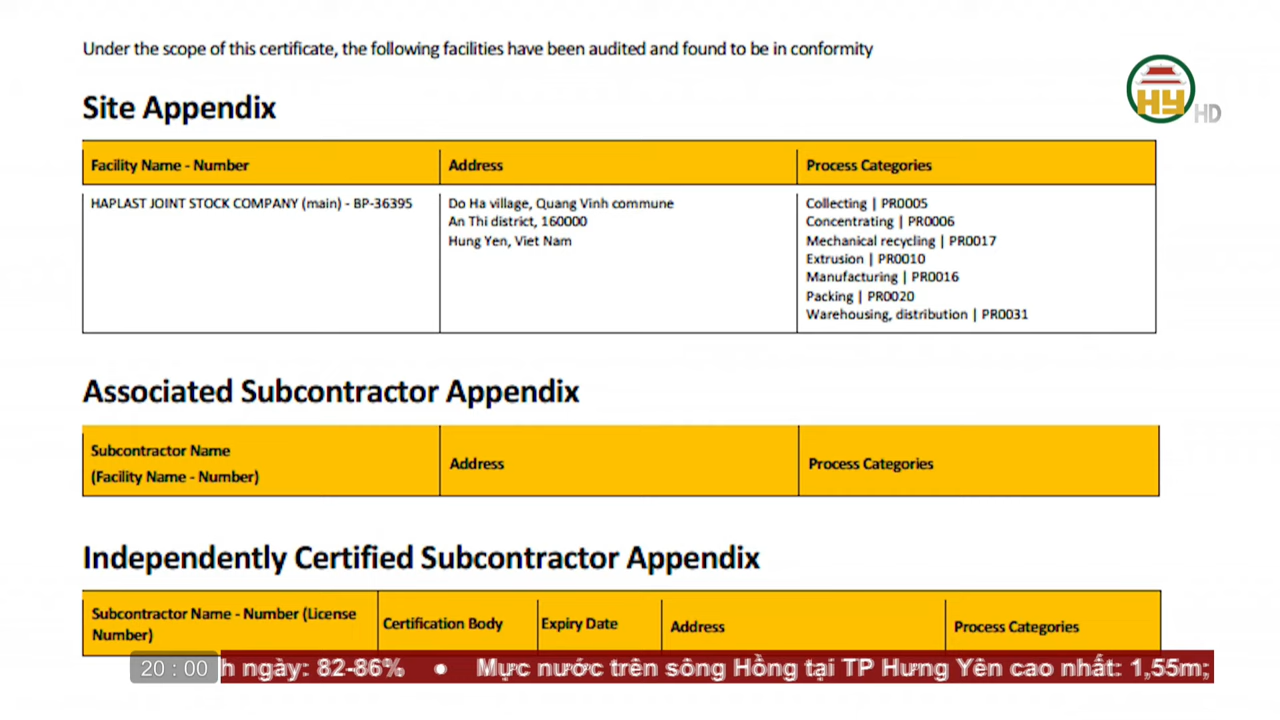 Under the scope of this certificate, the following facilities have been audited and found to be in conformity
HY HD
Site Appendix
Facility Name - Number
Address
Process Categories
HAPLAST JOINT STOCK COMPANY (main) - BP-36395
Do Ha village, Quang Vinh commune
An Thi district, 160000
Hung Yen, Viet Nam
Collecting | PR0005
Concentrating | PR0006
Mechanical recycling | PR0017
Extrusion | PR0010
Manufacturing | PR0016
Packing | PR0020
Warehousing, distribution | PR0031
Associated Subcontractor Appendix
Subcontractor Name
(Facility Name - Number)
Address
Process Categories
Independently Certified Subcontractor Appendix
Subcontractor Name - Number (License
Number)
Certification Body
Expiry Date
Address
Process Categories
20 : 00 h ngày: 82-86% ● Mực nước trên sông Hồng tại TP Hưng Yên cao nhất: 1,55m;